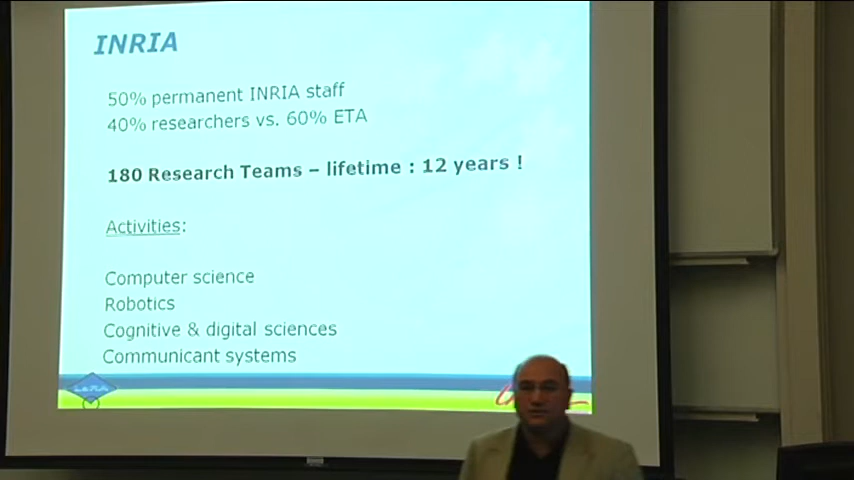 INRIA
50% permanent INRIA staff
40% researchers vs. 60% ETA
180 Research Teams – lifetime : 12 years !
Activities:
Computer science
Robotics
Cognitive & digital sciences
Communicant systems